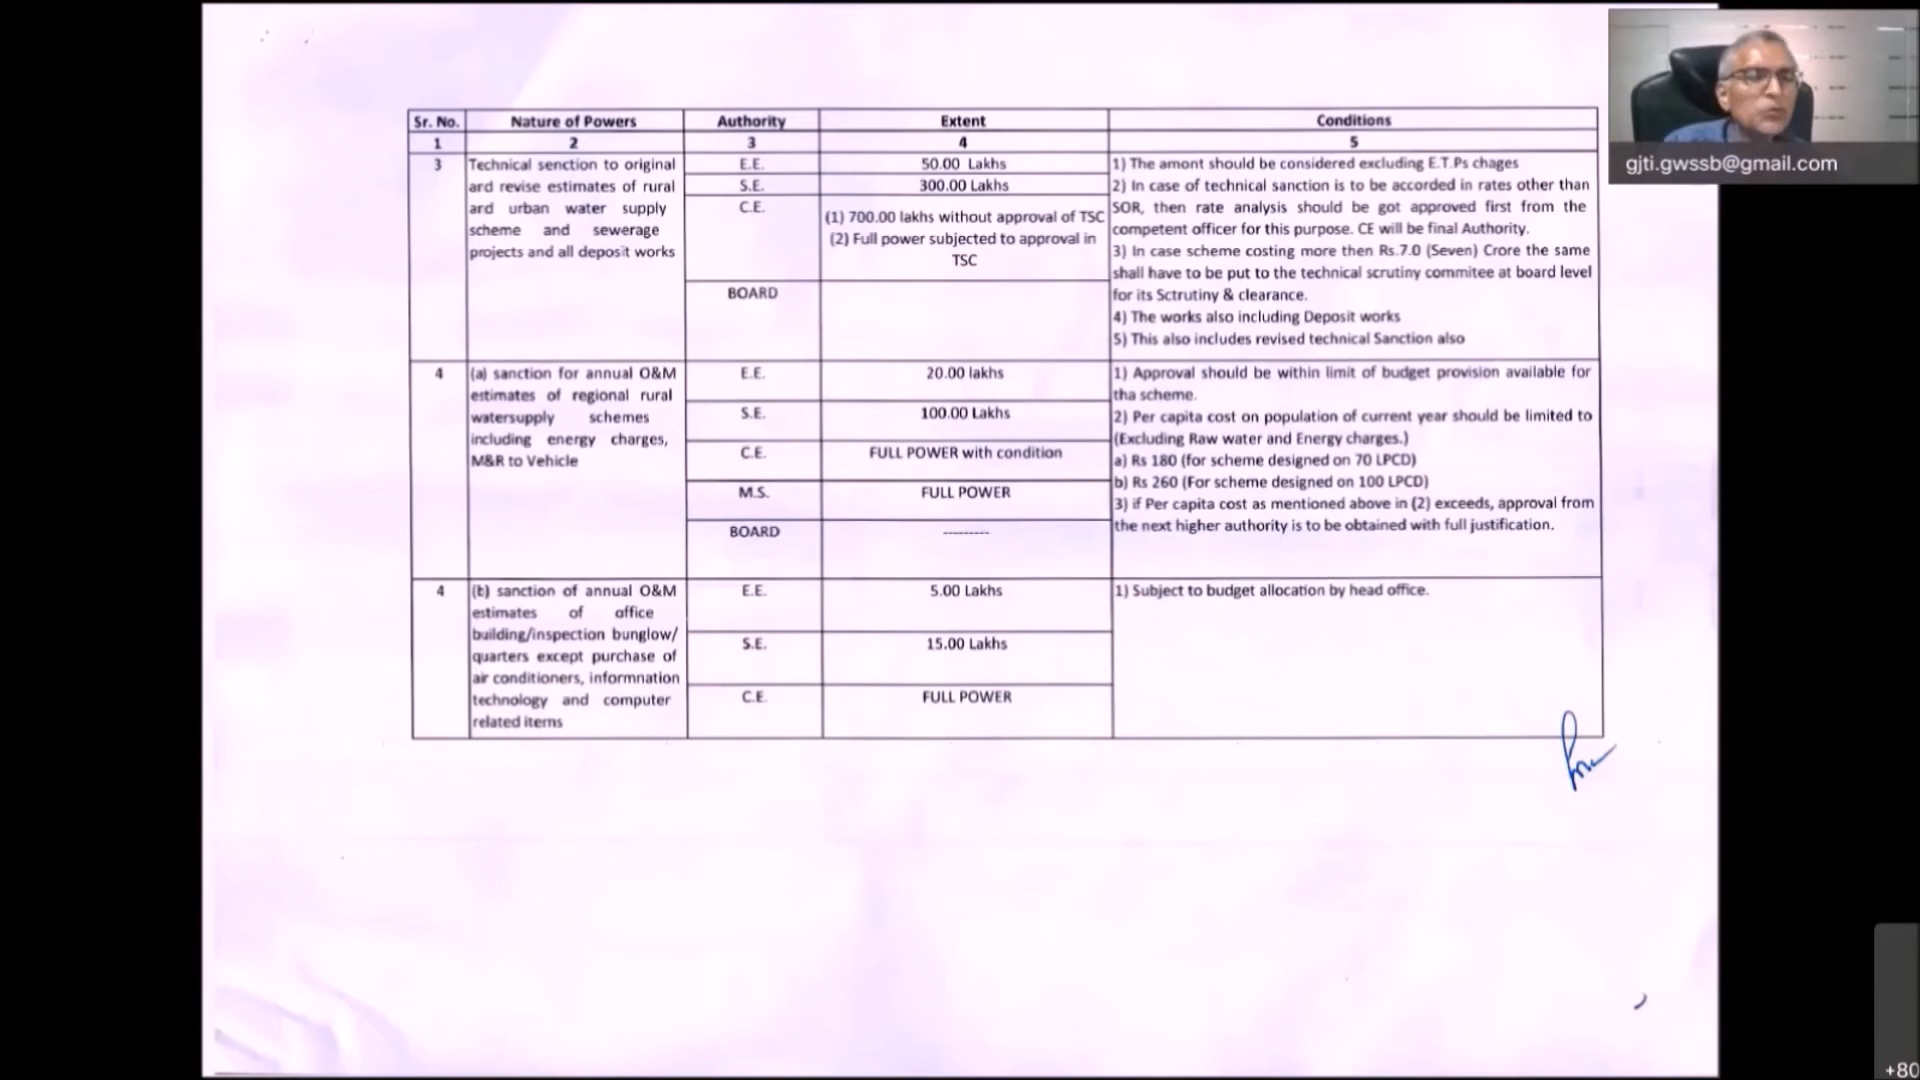 Sr. No. Nature of Powers Authority Extent Conditions
1 2 3 4 5
3 Technical senction to original
ard revise estimates of rural
ard urban water supply
scheme and sewerage
projects and all deposit works
E.E. 50.00 Lakhs
S.E. 300.00 Lakhs
C.E. (1) 700.00 lakhs without approval of TSC
(2) Full power subjected to approval in
TSC
BOARD
1) The amont should be considered excluding E.T.Ps chages
2) In case of technical sanction is to be accorded in rates other than
SOR, then rate analysis should be got approved first from the
competent officer for this purpose. CE will be final Authority.
3) In case scheme costing more then Rs.7.0 (Seven) Crore the same
shall have to be put to the technical scrutiny commitee at board level
for its Sctrutiny & clearance.
4) The works also including Deposit works
5) This also includes revised technical Sanction also
4 (a) sanction for annual O&M
estimates of regional rural
watersupply schemes
including energy charges,
M&R to Vehicle
E.E. 20.00 lakhs
S.E. 100.00 Lakhs
C.E. FULL POWER with condition
M.S. FULL POWER
BOARD ---------
1) Approval should be within limit of budget provision available for
tha scheme.
2) Per capita cost on population of current year should be limited to
(Excluding Raw water and Energy charges.)
a) Rs 180 (for scheme designed on 70 LPCD)
b) Rs 260 (For scheme designed on 100 LPCD)
3) if Per capita cost as mentioned above in (2) exceeds, approval from
the next higher authority is to be obtained with full justification.
4 (b) sanction of annual O&M
estimates of office
building/inspection bunglow/
quarters except purchase of
air conditioners, informnation
technology and computer
related items
E.E. 5.00 Lakhs
S.E. 15.00 Lakhs
C.E. FULL POWER
1) Subject to budget allocation by head office.
gjti.gwssb@gmail.com
+80